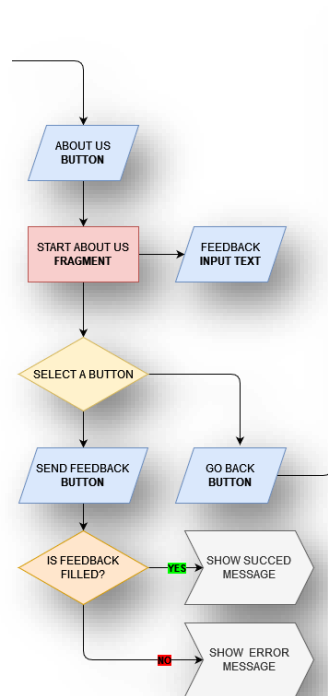 ABOUT US
BUTTON
START ABOUT US
FRAGMENT
FEEDBACK
INPUT TEXT
SELECT A BUTTON
SEND FEEDBACK
BUTTON
GO BACK
BUTTON
IS FEEDBACK
FILLED?
YES
SHOW SUCCED
MESSAGE
NO
SHOW ERROR
MESSAGE